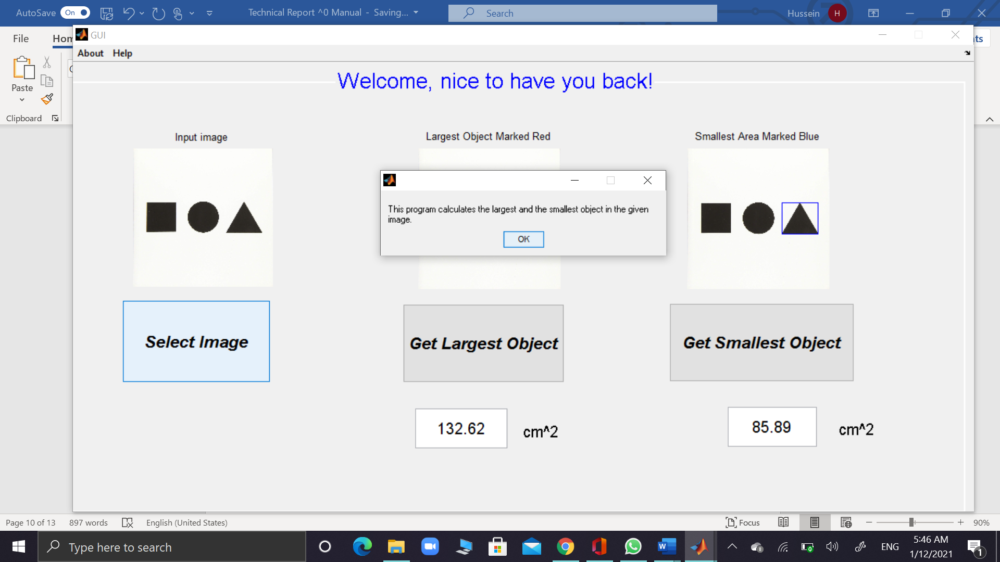 AutoSave On Technical Report ^0 Manual - Saving... Search Hussein H
File
GUI
About Help
Paste
Clipboard
Welcome, nice to have you back!
Input image
Largest Object Marked Red
Smallest Area Marked Blue
This program calculates the largest and the smallest object in the given
image.
OK
Select Image
Get Largest Object
Get Smallest Object
132.62 cm^2
85.89 cm^2
Page 10 of 13 897 words English (United States) Focus 90%
Type here to search
ENG
5:46 AM
1/12/2021
1